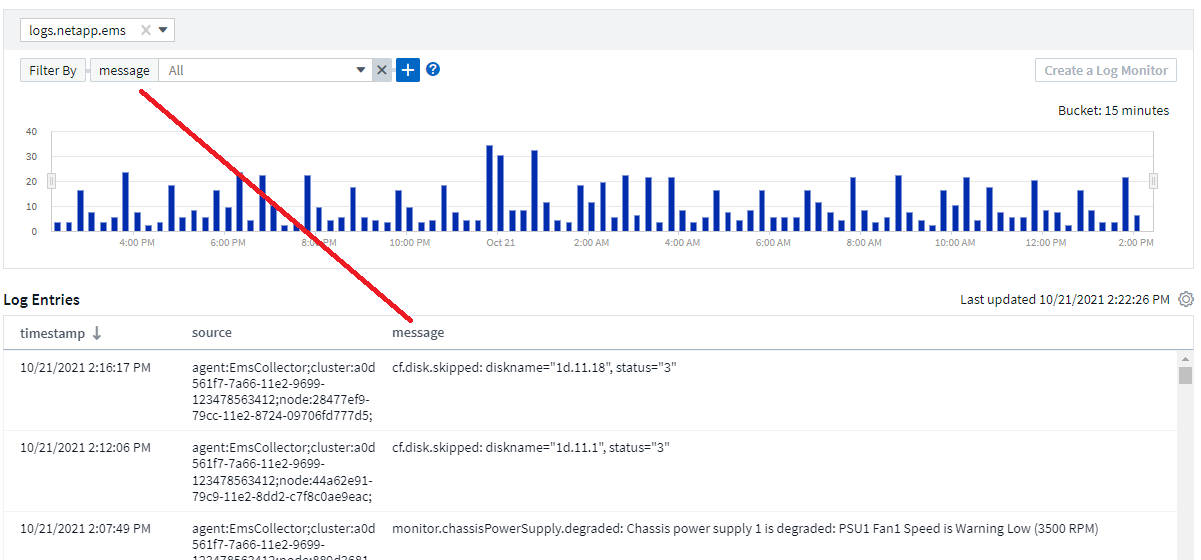 logs.netapp.ems
Filter By message All Create a Log Monitor
Bucket: 15 minutes
40
30
20
10
0
4:00 PM 6:00 PM 8:00 PM 10:00 PM Oct 21 2:00 AM 4:00 AM 6:00 AM 8:00 AM 10:00 AM 12:00 PM 2:00 PM
Log Entries Last updated 10/21/2021 2:22:26 PM
timestamp source message
10/21/2021 2:16:17 PM agent:EmsCollector;cluster:a0d cf.disk.skipped: diskname="1d.11.18", status="3"
561f7-7a66-11e2-9699-
123478563412;node:28477ef9-
79cc-11e2-8724-09706fd777d5;
10/21/2021 2:12:06 PM agent:EmsCollector;cluster:a0d cf.disk.skipped: diskname="1d.11.1", status="3"
561f7-7a66-11e2-9699-
123478563412;node:44a62e91-
79c9-11e2-8dd2-c7f8c0ae9eac;
10/21/2021 2:07:49 PM agent:EmsCollector;cluster:a0d monitor.chassisPowerSupply.degraded: Chassis power supply 1 is degraded: PSU1 Fan1 Speed is Warning Low (3500 RPM)
561f7-7a66-11e2-9699-